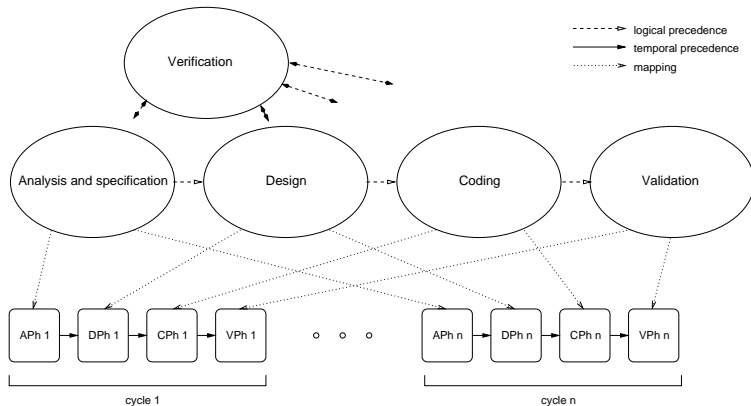 logical precedence
temporal precedence
mapping
Verification
Analysis and specification
Design
Coding
Validation
APh 1
DPh 1
CPh 1
VPh 1
APh n
DPh n
CPh n
VPh n
cycle 1
cycle n